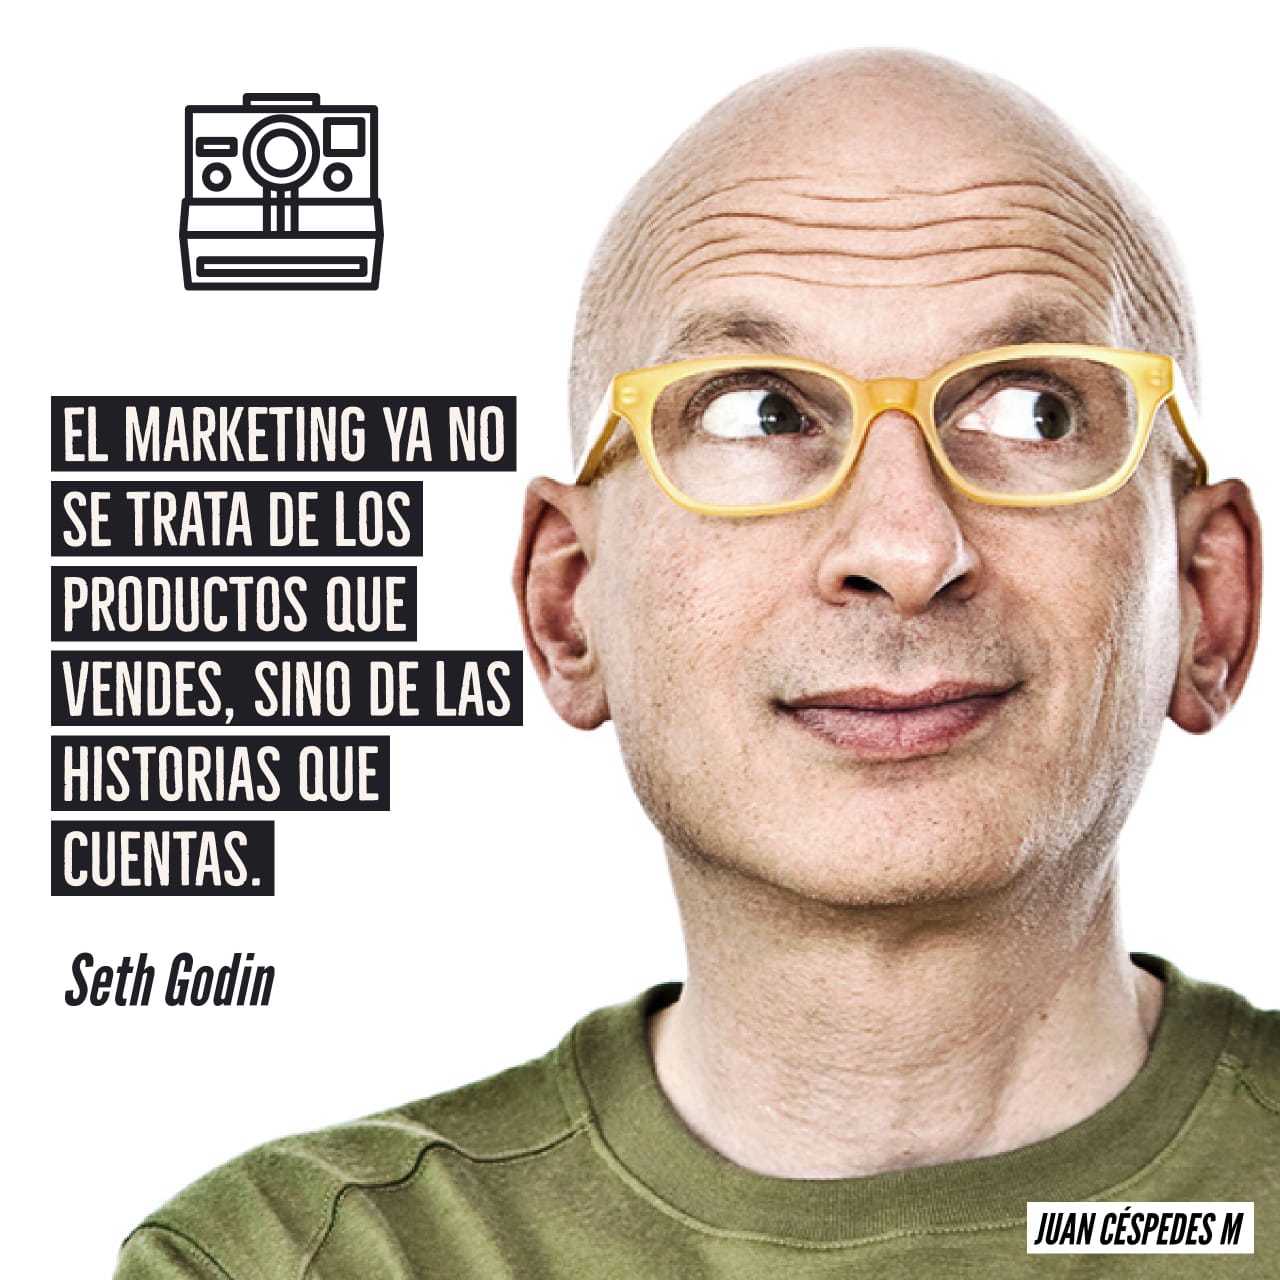 EL MARKETING YA NO
SE TRATA DE LOS
PRODUCTOS QUE
VENDES, SINO DE LAS
HISTORIAS QUE
CUENTAS.
Seth Godin
JUAN CÉSPEDES M